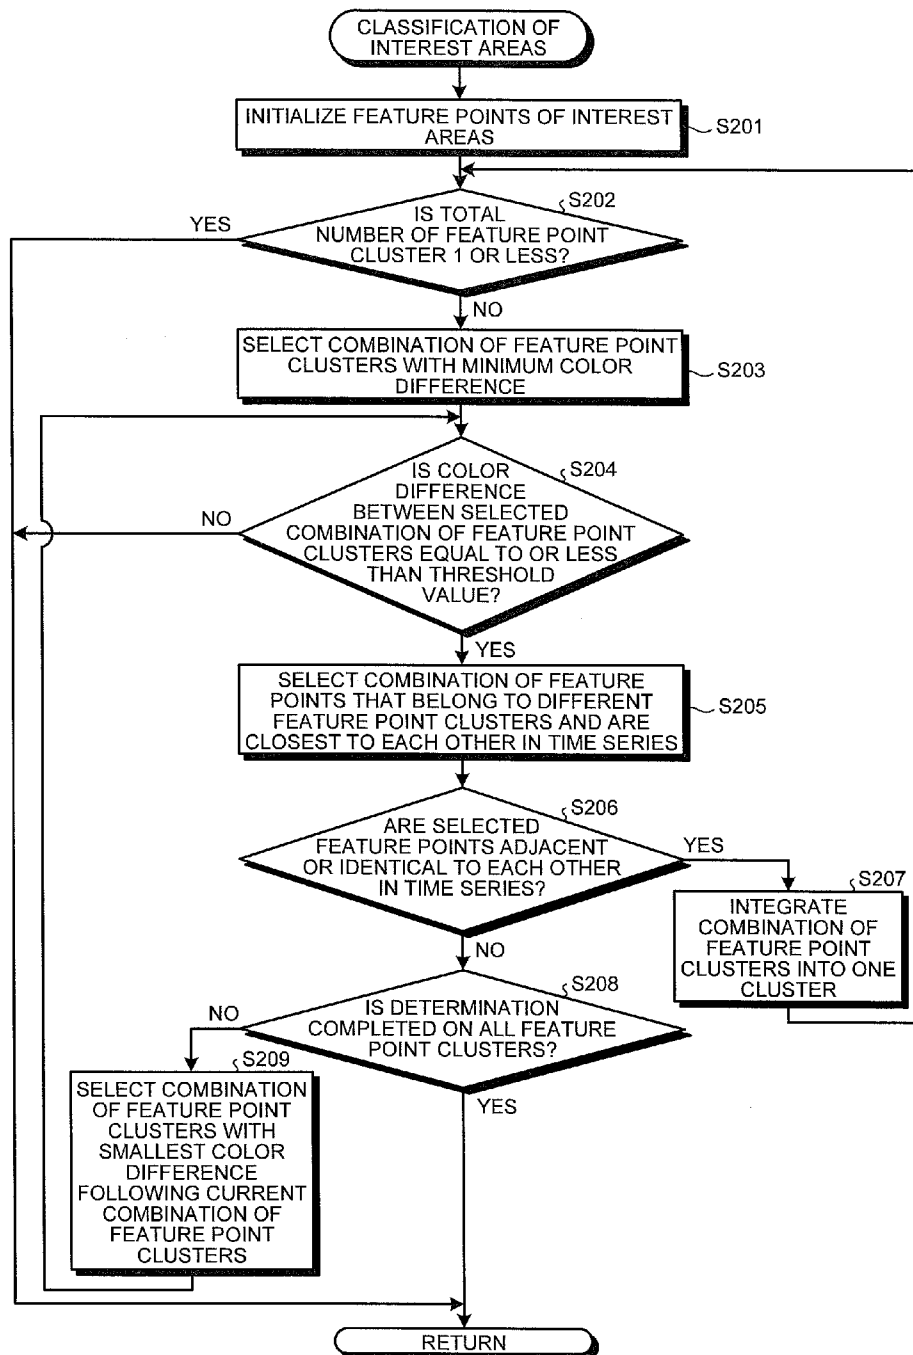 CLASSIFICATION OF
INTEREST AREAS
INITIALIZE FEATURE POINTS OF INTEREST
AREAS
S201
S202
YES
IS TOTAL
NUMBER OF FEATURE POINT
CLUSTER 1 OR LESS?
NO
SELECT COMBINATION OF FEATURE POINT
CLUSTERS WITH MINIMUM COLOR
DIFFERENCE
S203
S204
IS COLOR
DIFFERENCE
BETWEEN SELECTED
COMBINATION OF FEATURE POINT
CLUSTERS EQUAL TO OR LESS
THAN THRESHOLD
VALUE?
NO
YES
SELECT COMBINATION OF FEATURE
POINTS THAT BELONG TO DIFFERENT
FEATURE POINT CLUSTERS AND ARE
CLOSEST TO EACH OTHER IN TIME SERIES
S205
S206
ARE SELECTED
FEATURE POINTS ADJACENT
OR IDENTICAL TO EACH OTHER
IN TIME SERIES?
YES
S207
INTEGRATE
COMBINATION OF
FEATURE POINT
CLUSTERS INTO ONE
CLUSTER
NO
S208
IS DETERMINATION
COMPLETED ON ALL FEATURE
POINT CLUSTERS?
NO
S209
SELECT COMBINATION
OF FEATURE POINT
CLUSTERS WITH
SMALLEST COLOR
DIFFERENCE
FOLLOWING CURRENT
COMBINATION OF
FEATURE POINT
CLUSTERS
YES
RETURN